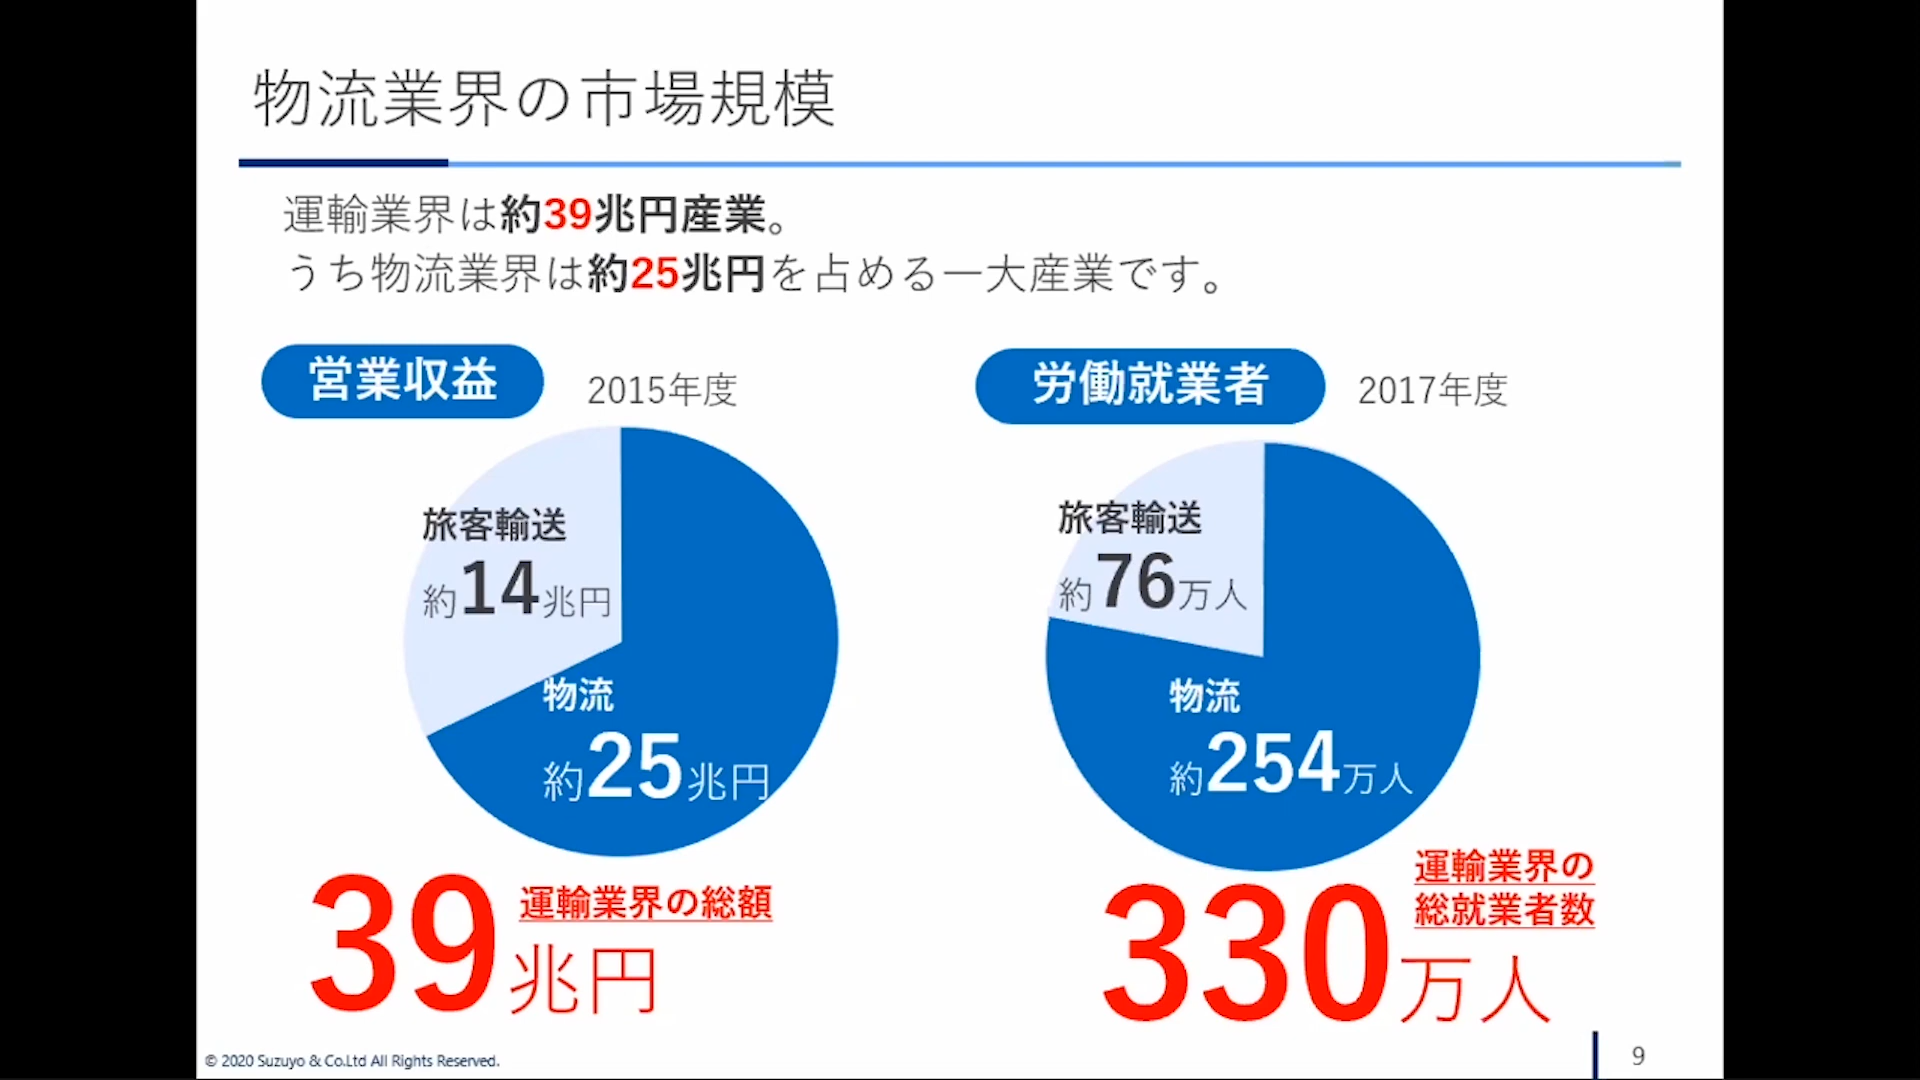 物流業界の市場規模
運輸業界は約39兆円産業。
うち物流業界は約25兆円を占める一大産業です。
営業収益 2015年度
旅客輸送
約14兆円
物流
約25兆円
39兆円
運輸業界の総額
労働就業者 2017年度
旅客輸送
約76万人
物流
約254万人
330万人
運輸業界の
総就業者数
© 2020 Suzuyo & Co.Ltd All Rights Reserved.
9